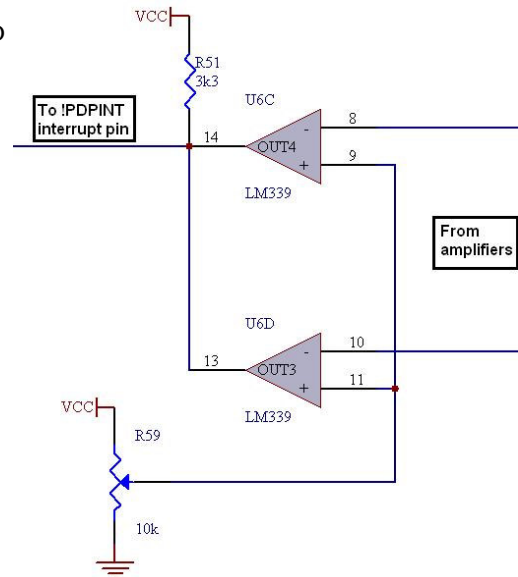 VCC
R51
3k3
To !PDPINT
interrupt pin
14
U6C
8
-
OUT4
9
+
LM339
From
amplifiers
U6D
10
-
13
OUT3
11
+
LM339
VCC
R59
10k